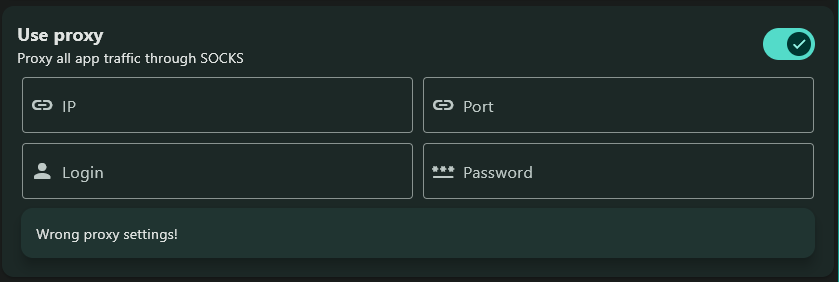 Use proxy
Proxy all app traffic through SOCKS
IP
Port
Login
Password
Wrong proxy settings!